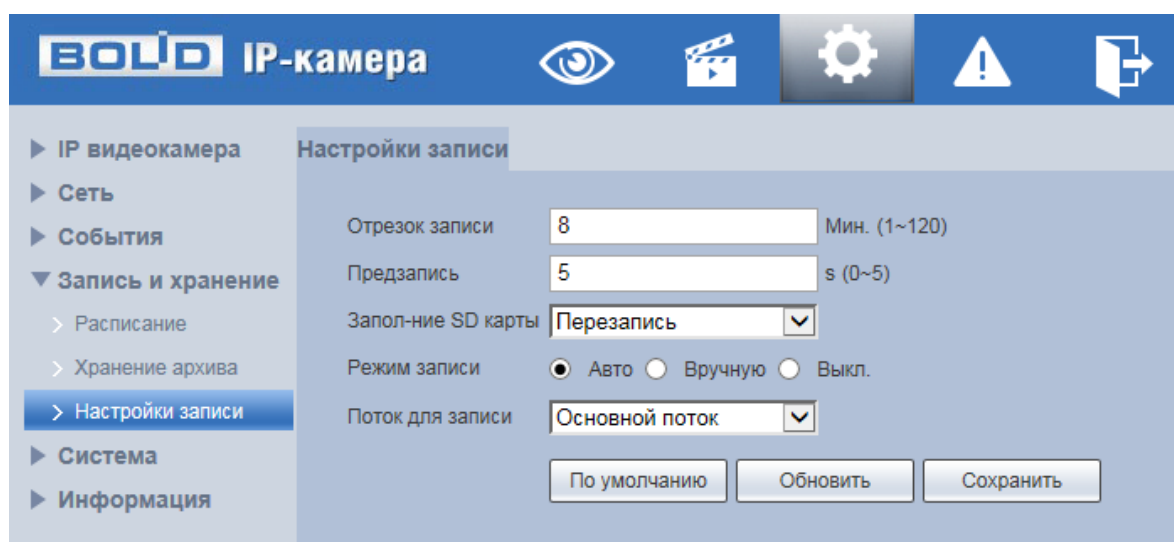 BOLID IP-камера
IP видеокамера
Сеть
События
Запись и хранение
Расписание
Хранение архива
Настройки записи
Система
Информация
Настройки записи
Отрезок записи 8 Мин. (1~120)
Предзапись 5 s (0~5)
Запол-ние SD карты Перезапись
Режим записи Авто Вручную Выкл.
Поток для записи Основной поток
По умолчанию Обновить Сохранить